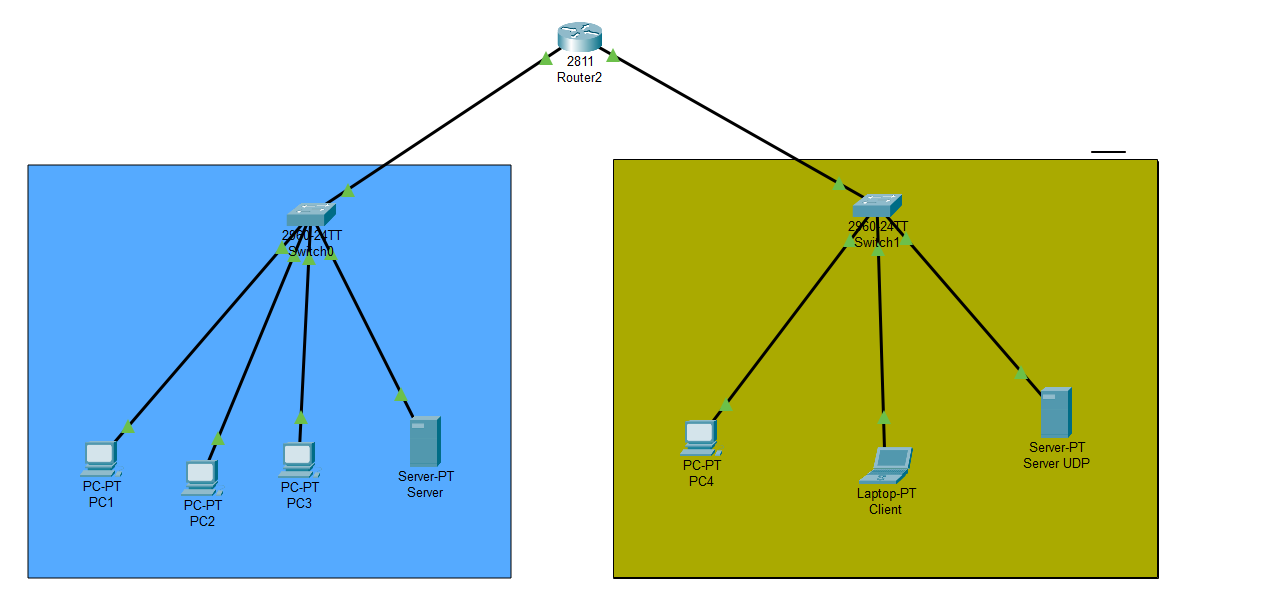 2811
Router2
2960-24TT
Switch0
2960-24TT
Switch1
PC-PT
PC1
PC-PT
PC2
PC-PT
PC3
Server-PT
Server
PC-PT
PC4
Laptop-PT
Client
Server-PT
Server UDP